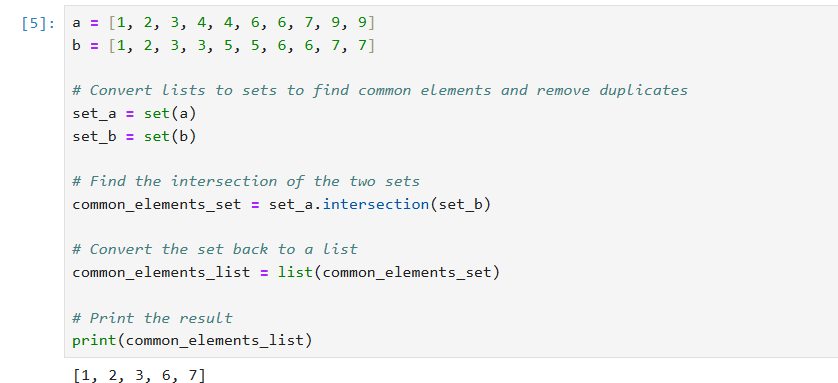 [5]: a = [1, 2, 3, 4, 4, 6, 6, 7, 9, 9]
b = [1, 2, 3, 3, 5, 5, 6, 6, 7, 7]
# Convert lists to sets to find common elements and remove duplicates
set_a = set(a)
set_b = set(b)
# Find the intersection of the two sets
common_elements_set = set_a.intersection(set_b)
# Convert the set back to a list
common_elements_list = list(common_elements_set)
# Print the result
print(common_elements_list)
[1, 2, 3, 6, 7]